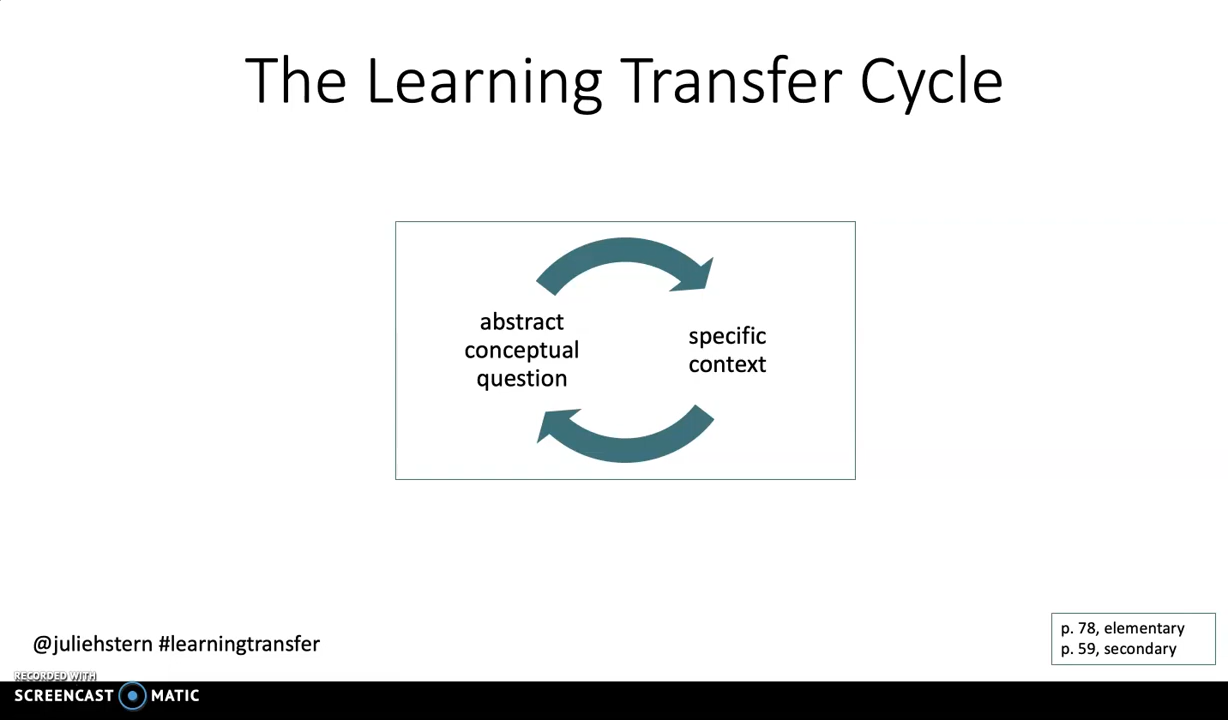 The Learning Transfer Cycle
abstract
conceptual
question
specific
context
@juliehstern #learningtransfer
p. 78, elementary
p. 59, secondary
RECORDED WITH
SCREENCAST MATIC